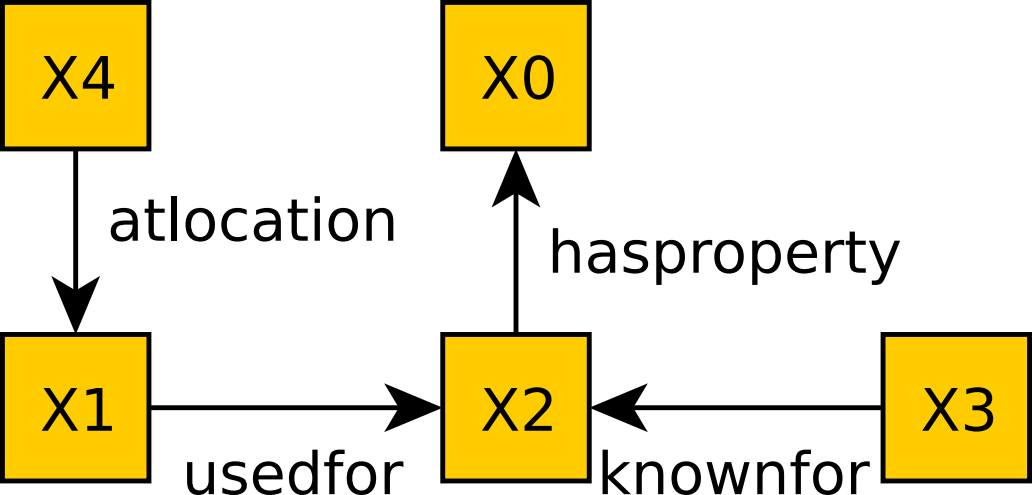 X4
X0
atlocation
hasproperty
X1
X2
X3
usedfor
knownfor